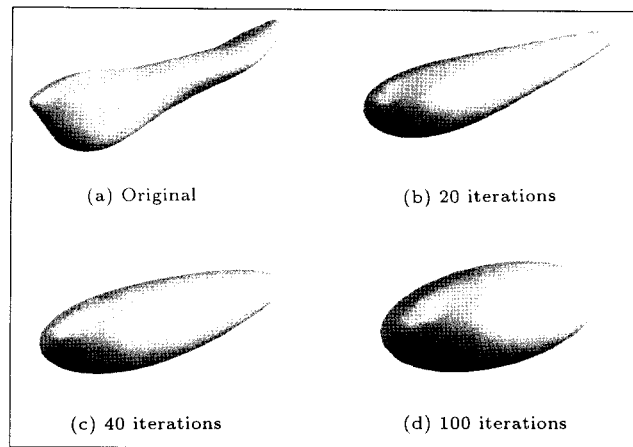 (a) Original
(b) 20 iterations
(c) 40 iterations
(d) 100 iterations